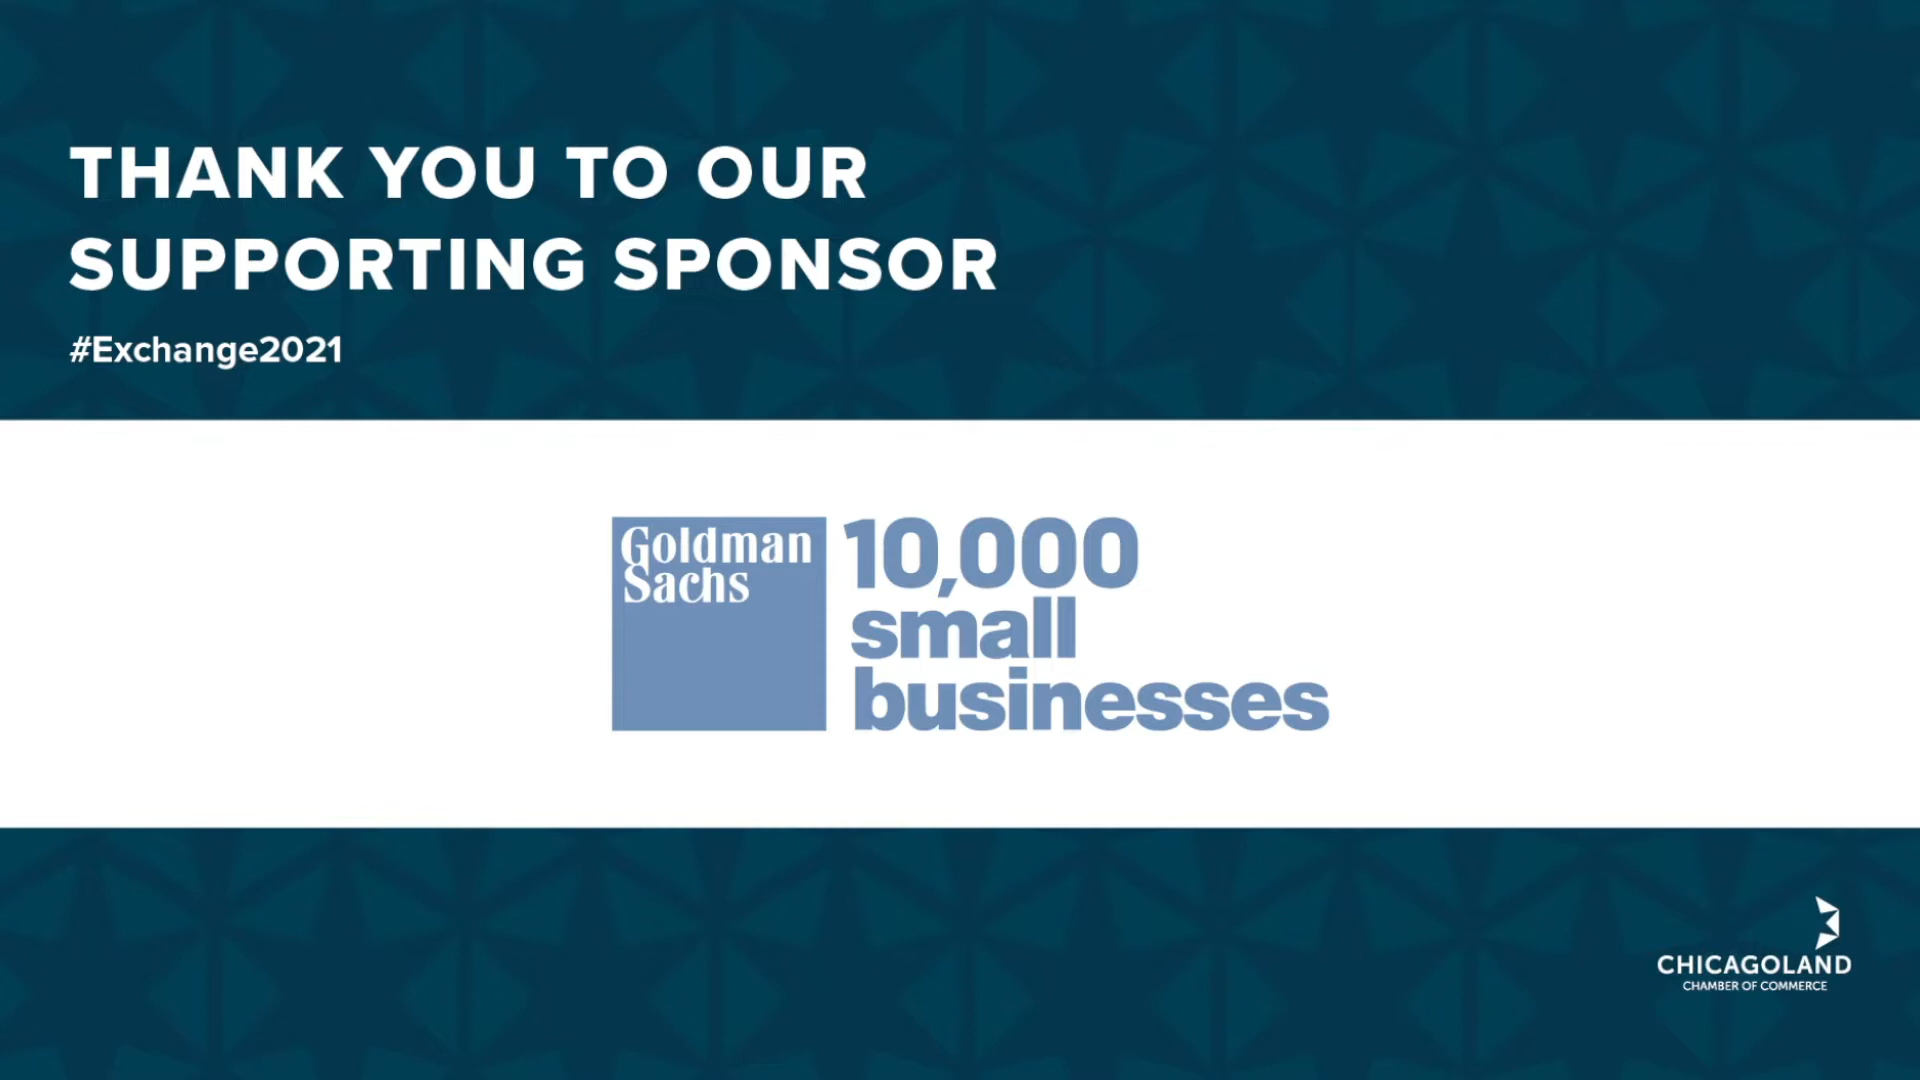 THANK YOU TO OUR
SUPPORTING SPONSOR
#Exchange2021
Goldman
Sachs
10,000
small
businesses
CHICAGOLAND
CHAMBER OF COMMERCE